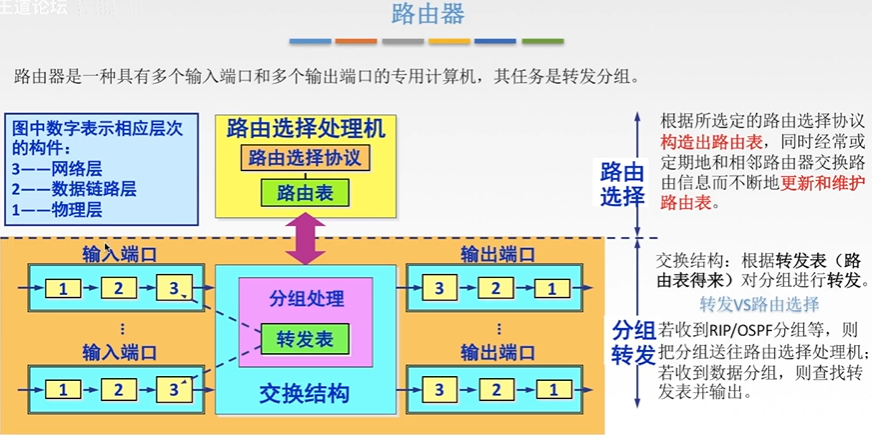 王道论坛
路由器
路由器是一种具有多个输入端口和多个输出端口的专用计算机，其任务是转发分组。
图中数字表示相应层次
的构件：
3——网络层
2——数据链路层
1——物理层
路由选择处理机
路由选择协议
路由表
路由
选择
根据所选定的路由选择协议
构造出路由表，同时经常或
定期地和相邻路由器交换路
由信息而不断地更新和维护
路由表。
输入端口
1
2
3
⋮
输入端口
1
2
3
分组处理
转发表
交换结构
输出端口
3
2
1
⋮
输出端口
3
2
1
分组
转发
交换结构：根据转发表（路
由表得来）对分组进行转发。
转发VS路由选择
若收到RIP/OSPF分组等，则
把分组送往路由选择处理机；
若收到数据分组，则查找转
发表并输出。